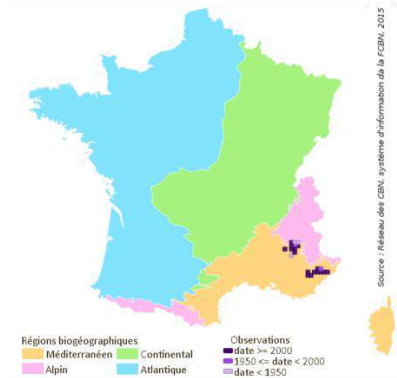 Source : Réseau des CBN, système d'information de la FCBN, 2015
Régions biogéographiques
Méditerranéen
Continental
Alpin
Atlantique
Observations
date >= 2000
1950 <= date < 2000
date < 1950